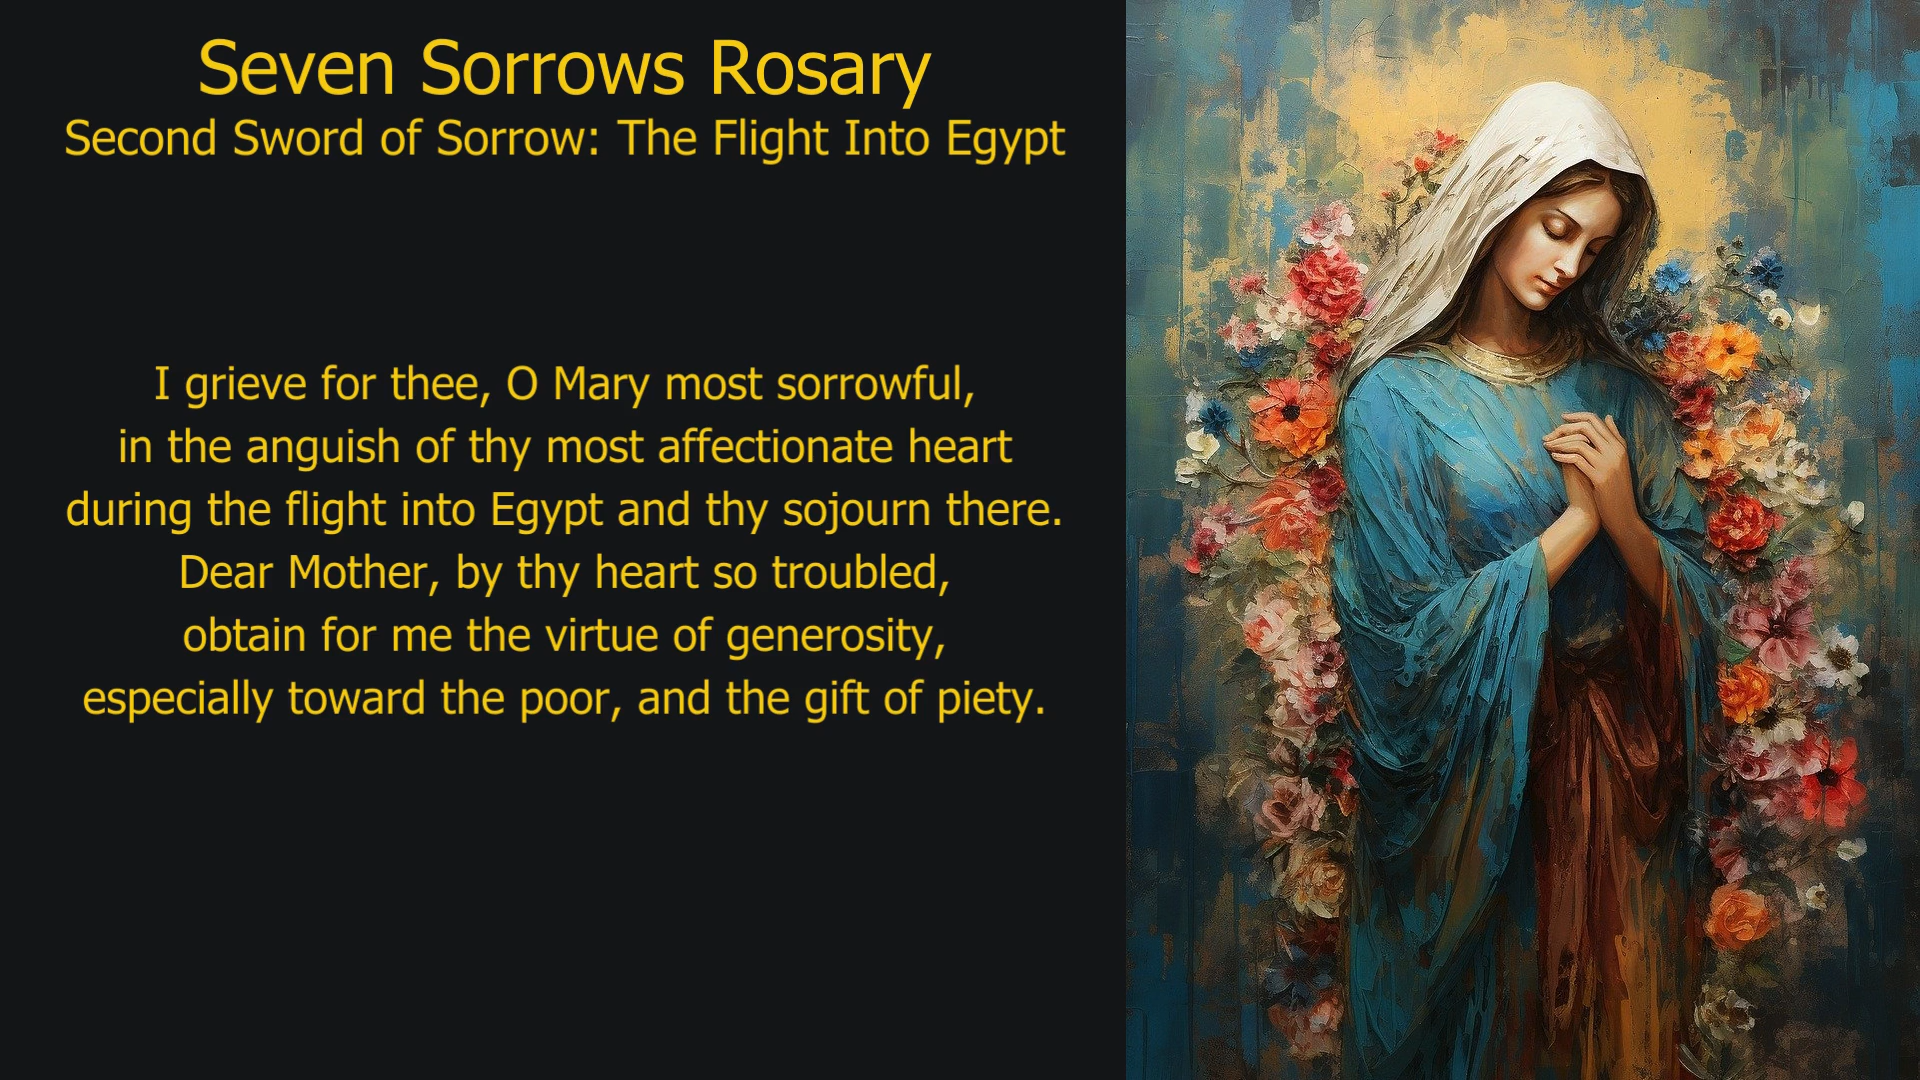 Seven Sorrows Rosary
Second Sword of Sorrow: The Flight Into Egypt
I grieve for thee, O Mary most sorrowful,
in the anguish of thy most affectionate heart
during the flight into Egypt and thy sojourn there.
Dear Mother, by thy heart so troubled,
obtain for me the virtue of generosity,
especially toward the poor, and the gift of piety.